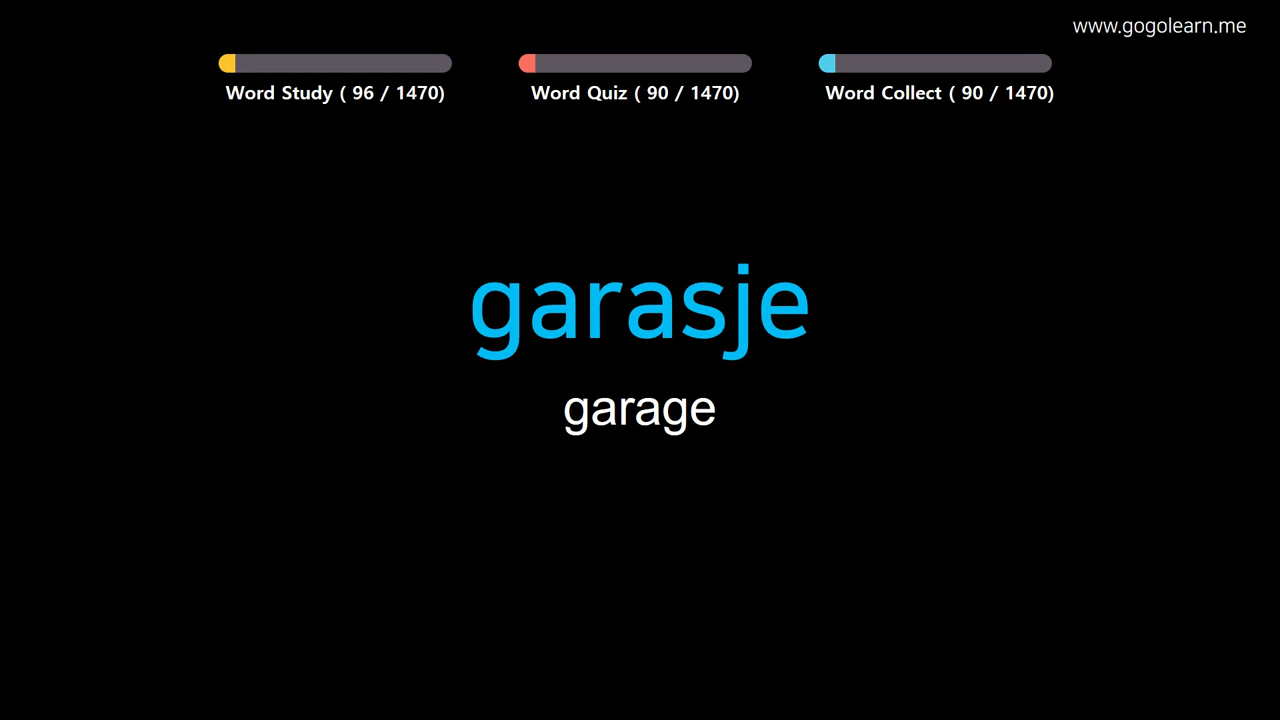 www.gogolearn.me
Word Study ( 96 / 1470)
Word Quiz ( 90 / 1470)
Word Collect ( 90 / 1470)
garasje
garage